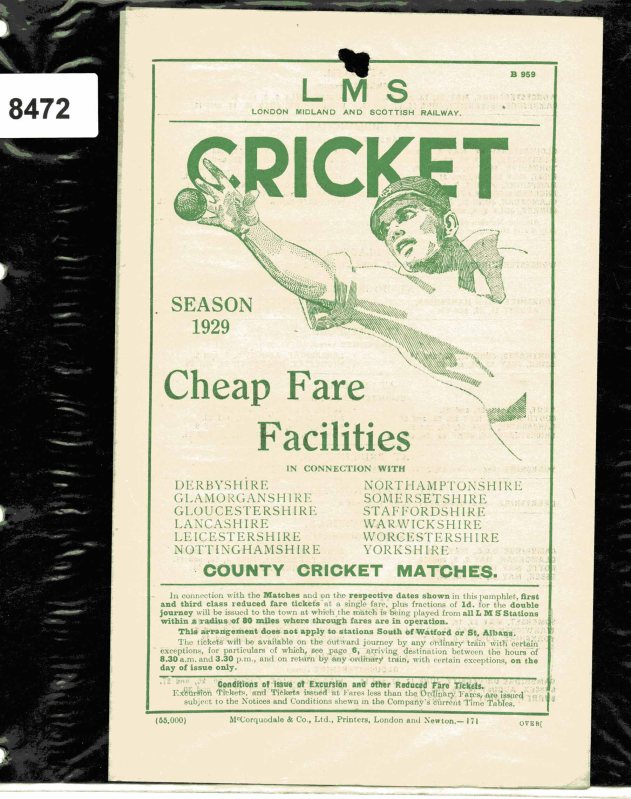 8472
B 959
L M S
LONDON MIDLAND AND SCOTTISH RAILWAY.
CRICKET
SEASON
1929
Cheap Fare
Facilities
IN CONNECTION WITH
DERBYSHIRE
GLAMORGANSHIRE
GLOUCESTERSHIRE
LANCASHIRE
LEICESTERSHIRE
NOTTINGHAMSHIRE
NORTHAMPTONSHIRE
SOMERSETSHIRE
STAFFORDSHIRE
WARWICKSHIRE
WORCESTERSHIRE
YORKSHIRE
COUNTY CRICKET MATCHES.
In connection with the Matches and on the respective dates shown in this pamphlet, first
and third class reduced fare tickets at a single fare, plus fractions of 1d. for the double
journey will be issued to the town at which the match is being played from all L M S Stations
within a radius of 80 miles where through fares are in operation.
This arrangement does not apply to stations South of Watford or St. Albans.
The tickets will be available on the outward journey by any ordinary train with certain
exceptions, for particulars of which, see page 6, arriving destination between the hours of
8.30 a.m. and 3.30 p.m., and on return by any ordinary train, with certain exceptions, on the
day of issue only.
Conditions of issue of Excursion and other Reduced Fare Tickets.
Excursion Tickets, and Tickets issued at Fares less than the Ordinary Fares, are issued
subject to the Notices and Conditions shewn in the Company's current Time Tables.
(55,000)
McCorquodale & Co., Ltd., Printers, London and Newton.—171
OVER[